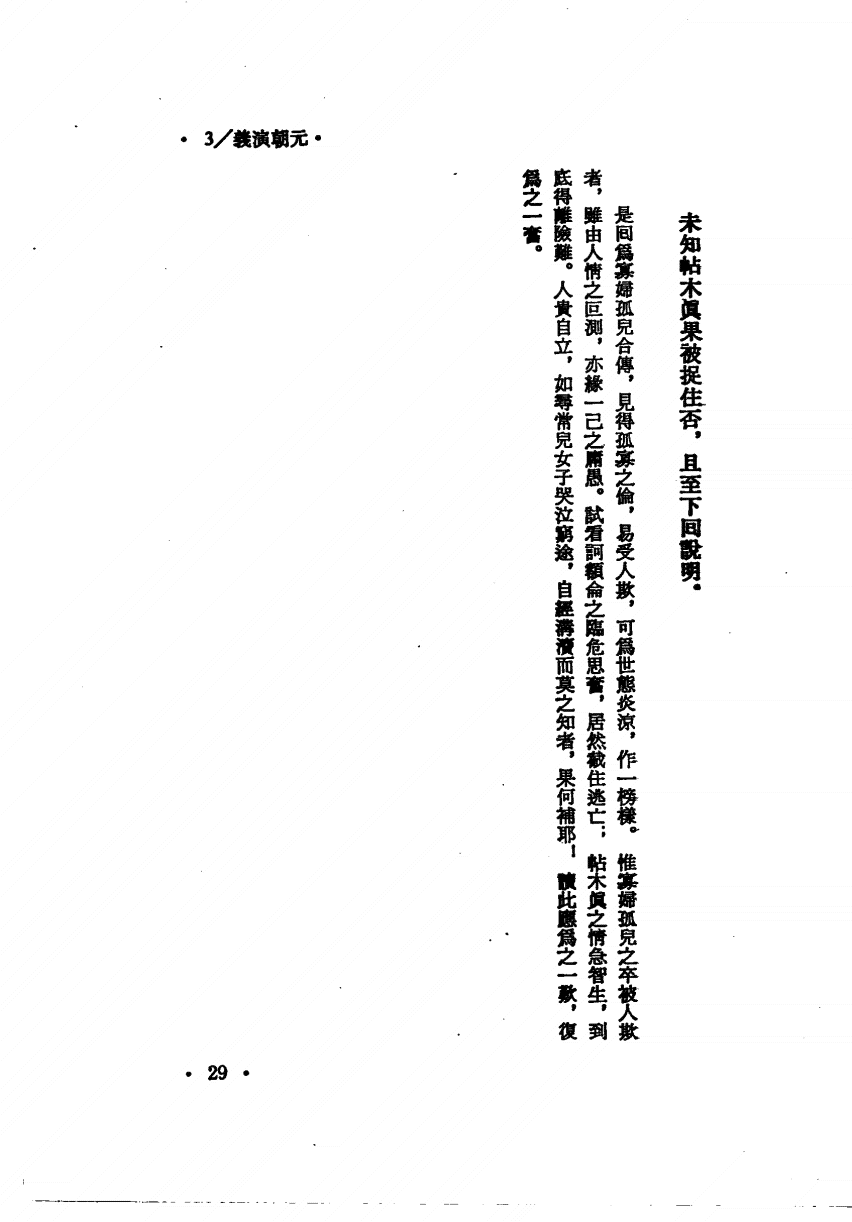 ·3/義演朝元·
未知帖木眞果被捉住否，且至下回說明。
是回爲寡婦孤兒合傳，見得孤寡之倫，易受人欺，可爲世態炎涼，作一榜樣。惟寡婦孤兒之卒被人欺
者，雖由人情之叵測，亦緣一己之庸愚。試看訶額侖之臨危思奮，居然截住逃亡；帖木眞之情急智生，到
底得離險難。人貴自立，如尋常兒女子哭泣窮途，自經溝瀆而莫之知者，果何補耶！讀此應爲之一歎，復
爲之一奮。
·29·